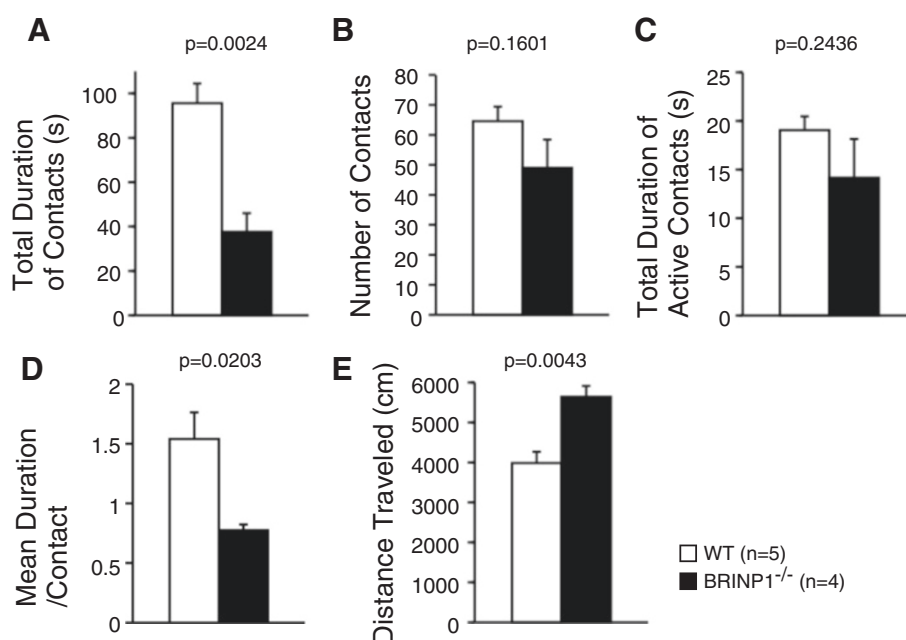 A
p=0.0024
Total Duration
of Contacts (s)
100
80
60
40
20
0
B
p=0.1601
Number of Contacts
80
70
60
50
40
30
20
10
0
C
p=0.2436
Total Duration of
Active Contacts (s)
25
20
15
10
5
0
D
p=0.0203
Mean Duration
/Contact
2
1.5
1
0.5
0
E
p=0.0043
Distance Traveled (cm)
6000
5000
4000
3000
2000
1000
0
WT (n=5)
BRINP1-/- (n=4)